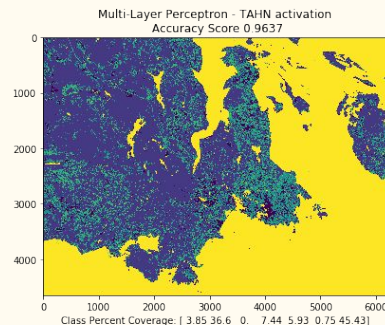 Multi-Layer Perceptron - TAHN activation
Accuracy Score 0.9637
0
1000
2000
3000
4000
0 1000 2000 3000 4000 5000 6000
Class Percent Coverage: [ 3.85 36.6 0. 7.44 5.93 0.75 45.43]